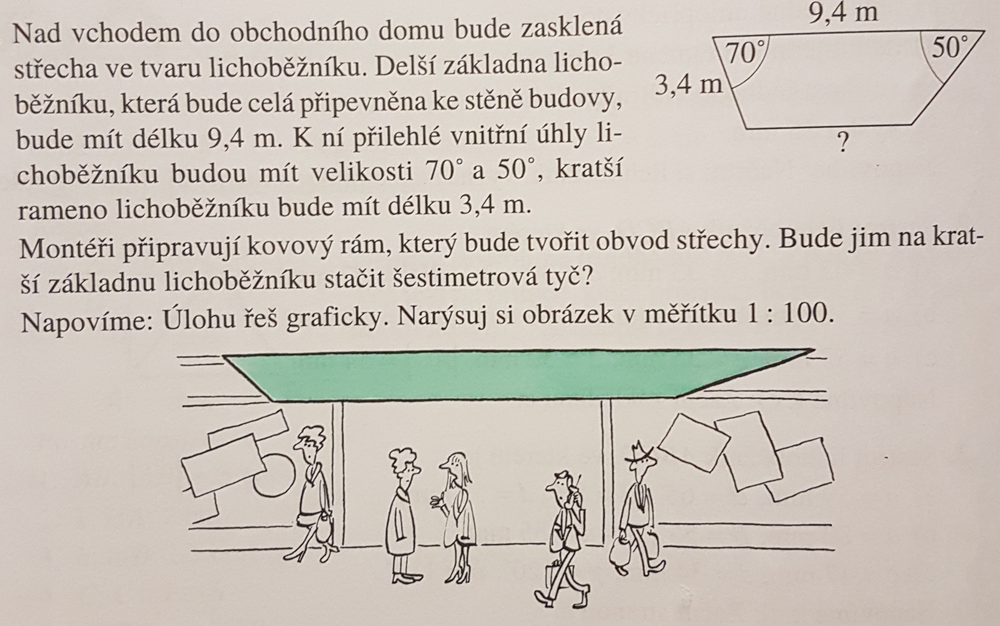 Nad vchodem do obchodního domu bude zasklená
střecha ve tvaru lichoběžníku. Delší základna licho-
běžníku, která bude celá připevněna ke stěně budovy,
bude mít délku 9,4 m. K ní přilehlé vnitřní úhly li-
choběžníku budou mít velikosti 70° a 50°, kratší
rameno lichoběžníku bude mít délku 3,4 m.
9,4 m
70°
50°
3,4 m
?
Montéři připravují kovový rám, který bude tvořit obvod střechy. Bude jim na krat-
ší základnu lichoběžníku stačit šestimetrová tyč?
Napovíme: Úlohu řeš graficky. Narýsuj si obrázek v měřítku 1 : 100.